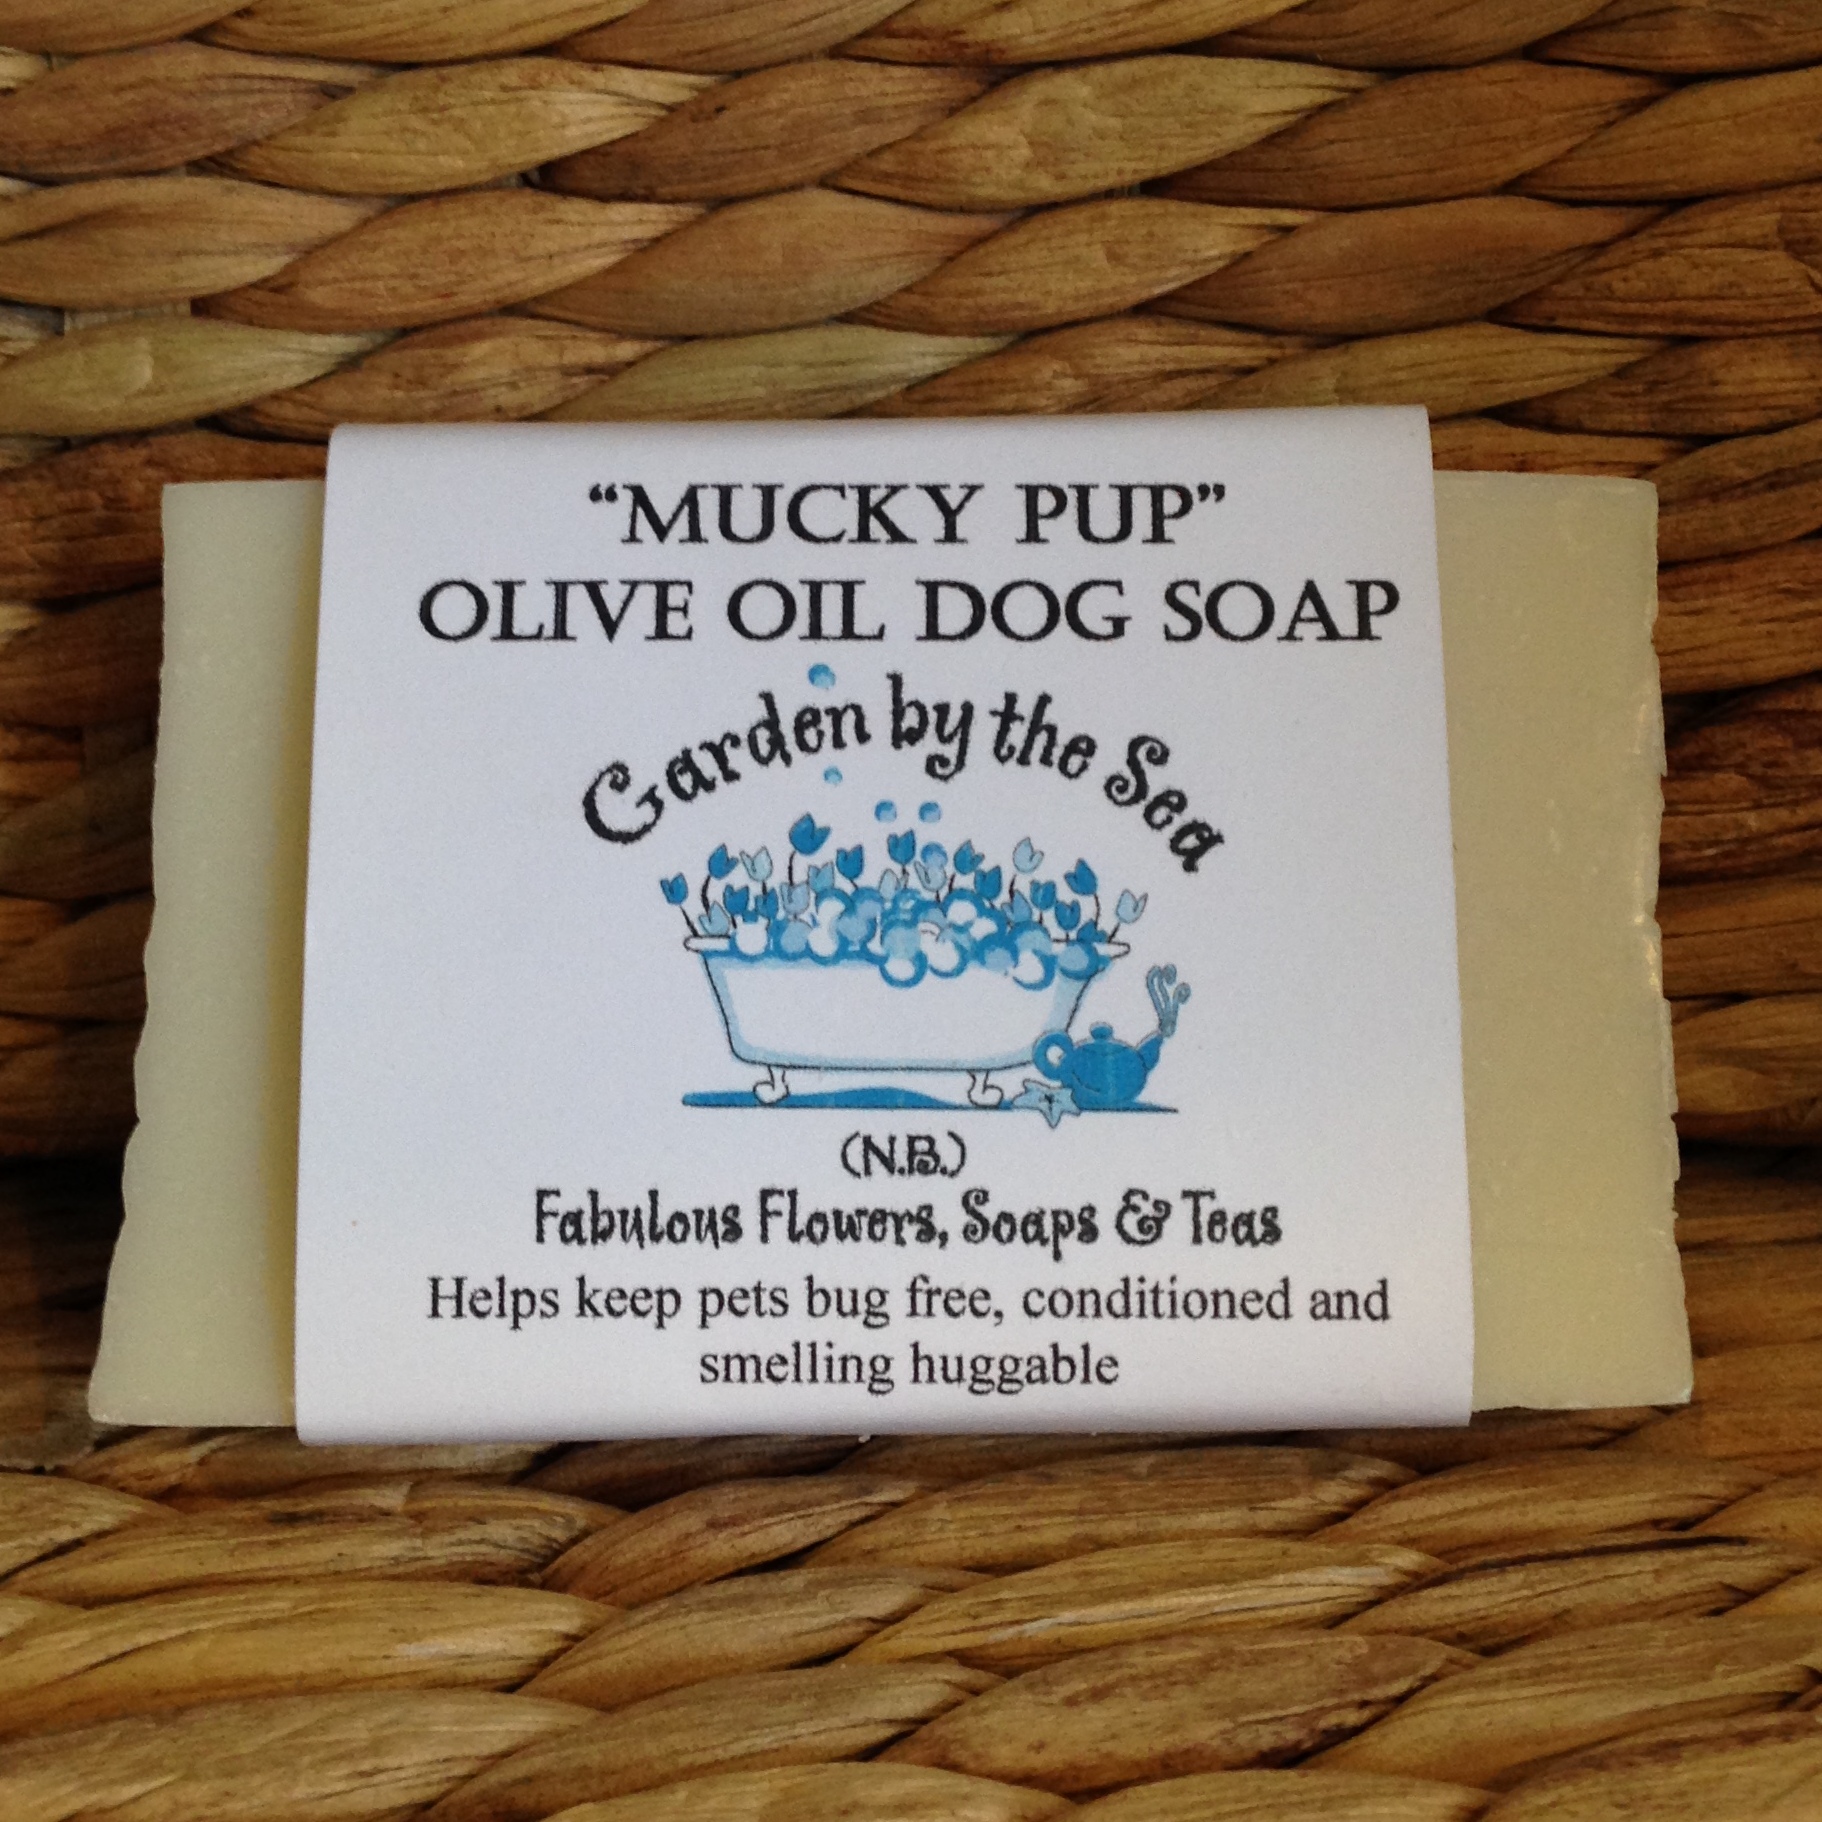 “MUCKY PUP”
OLIVE OIL DOG SOAP
Garden by the Sea
(N.B.)
Fabulous Flowers, Soaps & Teas
Helps keep pets bug free, conditioned and
smelling huggable